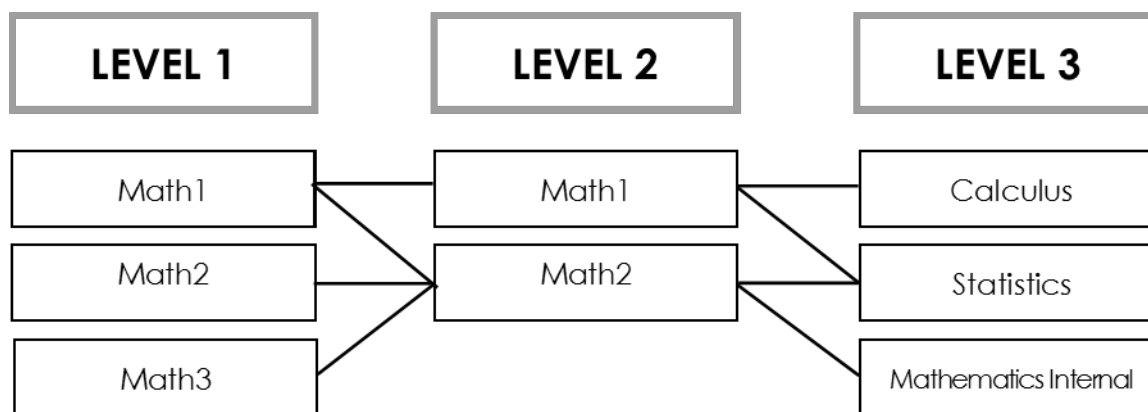 LEVEL 1
LEVEL 2
LEVEL 3
Math1
Math1
Calculus
Math2
Math2
Statistics
Math3
Mathematics Internal